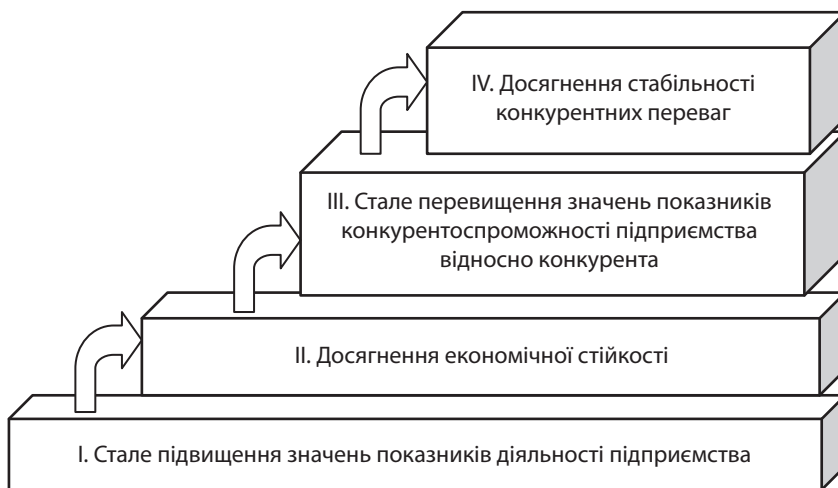 IV. Досягнення стабільності
конкурентних переваг
III. Стале перевищення значень показників
конкурентоспроможності підприємства
відносно конкурента
II. Досягнення економічної стійкості
I. Стале підвищення значень показників діяльності підприємства